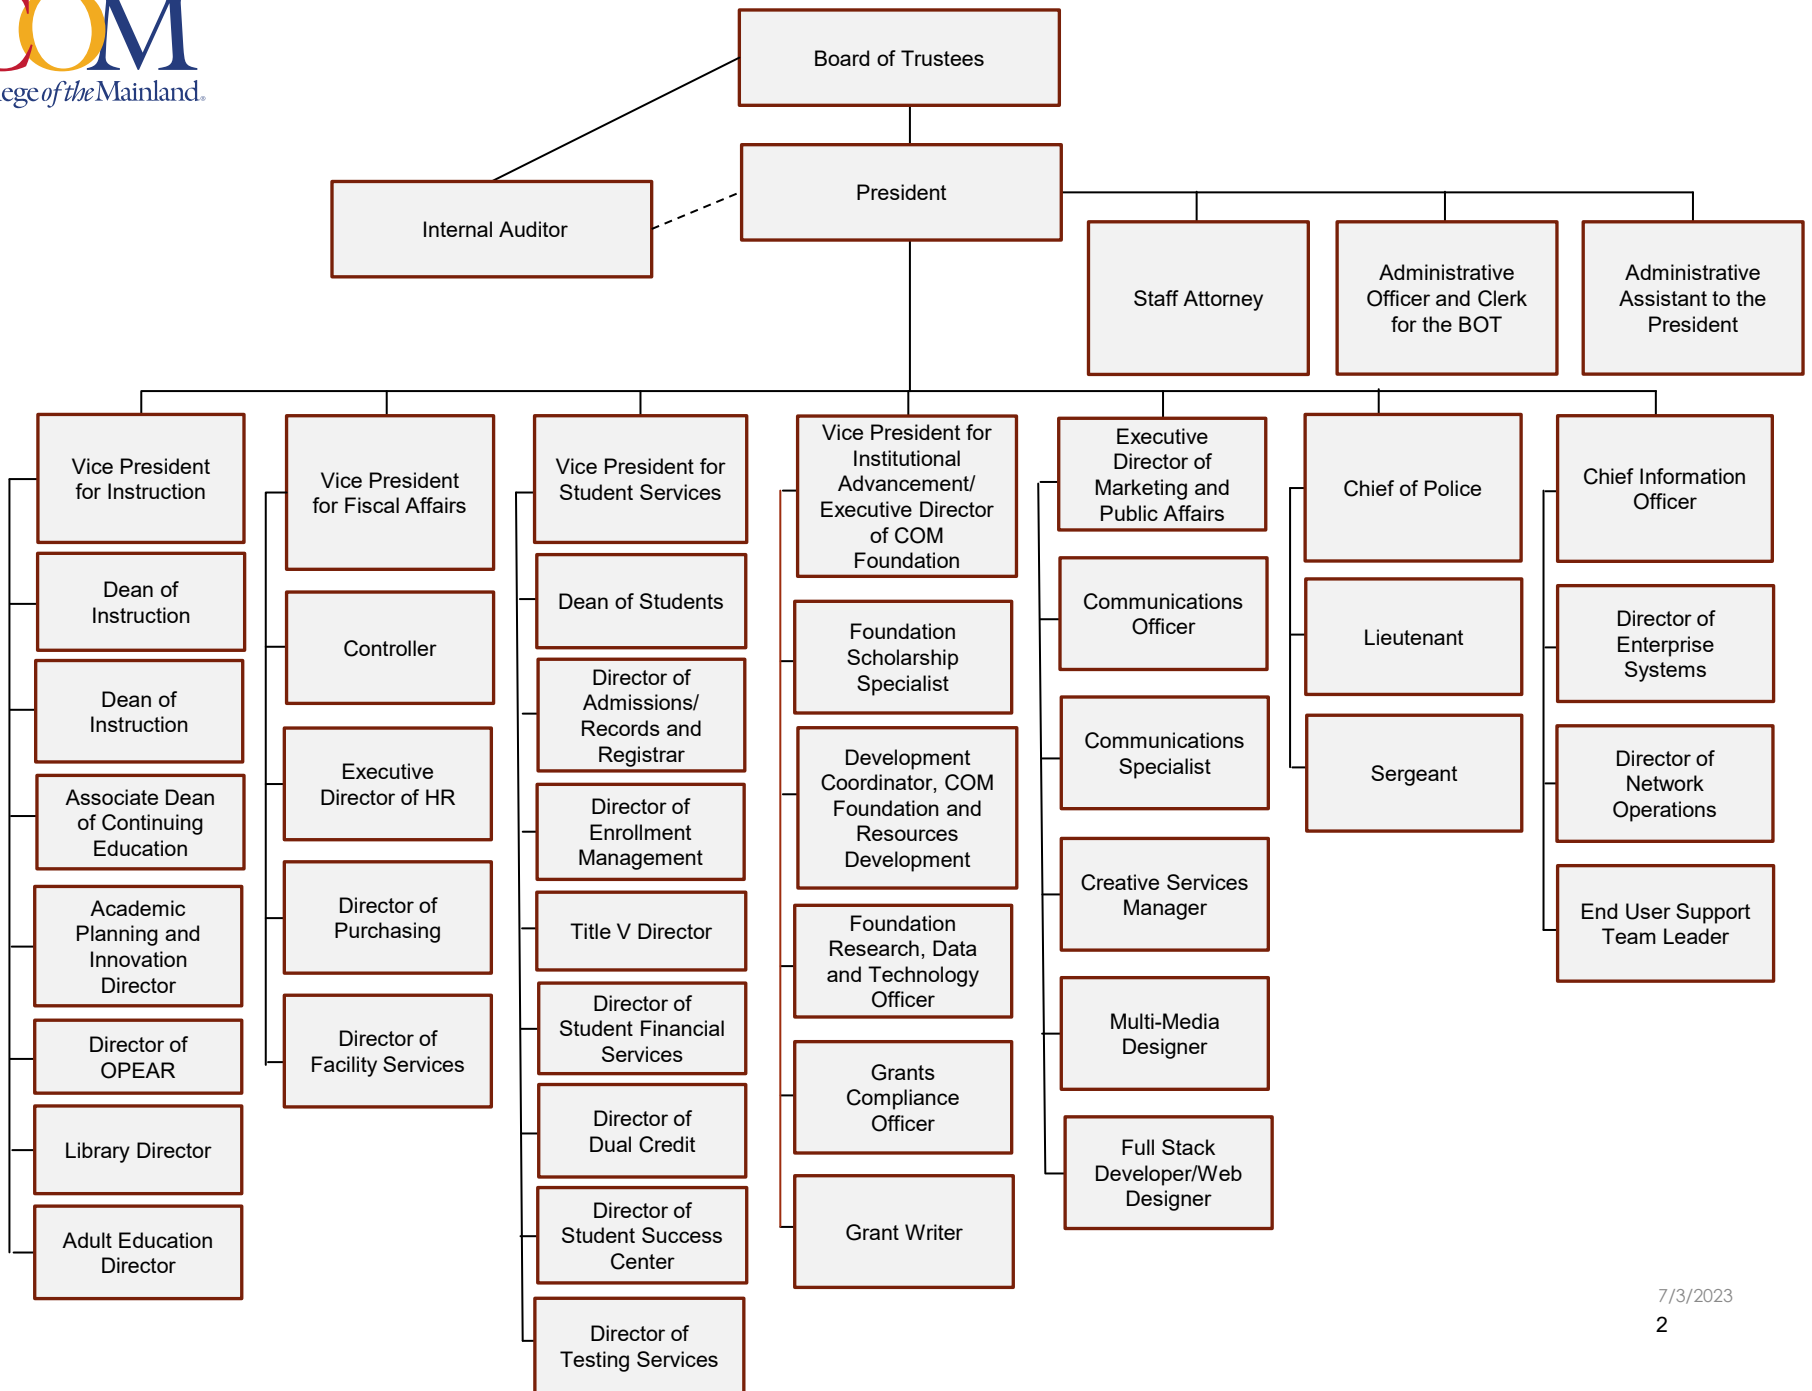 COM
lege of the Mainland®
Board of Trustees
President
Internal Auditor
Staff Attorney
Administrative
Officer and Clerk
for the BOT
Administrative
Assistant to the
President
Vice President
for Instruction
Dean of
Instruction
Dean of
Instruction
Associate Dean
of Continuing
Education
Academic
Planning and
Innovation
Director
Director of
OPEAR
Library Director
Adult Education
Director
Vice President
for Fiscal Affairs
Controller
Executive
Director of HR
Director of
Purchasing
Director of
Facility Services
Vice President for
Student Services
Dean of Students
Director of
Admissions/
Records and
Registrar
Director of
Enrollment
Management
Title V Director
Director of
Student Financial
Services
Director of
Dual Credit
Director of
Student Success
Center
Director of
Testing Services
Vice President for
Institutional
Advancement/
Executive Director
of COM
Foundation
Foundation
Scholarship
Specialist
Development
Coordinator, COM
Foundation and
Resources
Development
Foundation
Research, Data
and Technology
Officer
Grants
Compliance
Officer
Grant Writer
Executive
Director of
Marketing and
Public Affairs
Communications
Officer
Communications
Specialist
Creative Services
Manager
Multi-Media
Designer
Full Stack
Developer/Web
Designer
Chief of Police
Lieutenant
Sergeant
Chief Information
Officer
Director of
Enterprise
Systems
Director of
Network
Operations
End User Support
Team Leader
7/3/2023
2